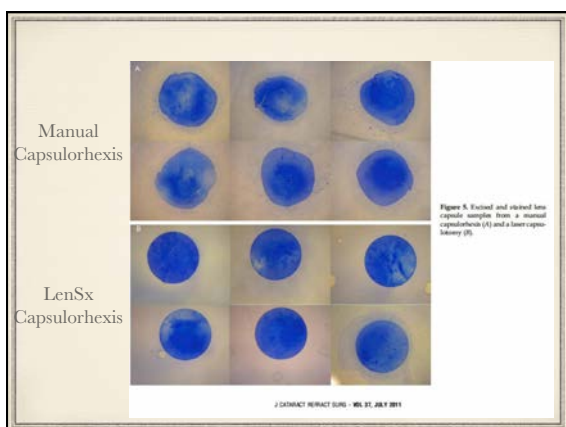 Manual
Capsulorhexis
A
Figure 5. Excised and stained lens
capsule samples from a manual
capsulorhexis (A) and a laser capsu-
lotomy (B).
B
LenSx
Capsulorhexis
J CATARACT REFRACT SURG - VOL 37, JULY 2011